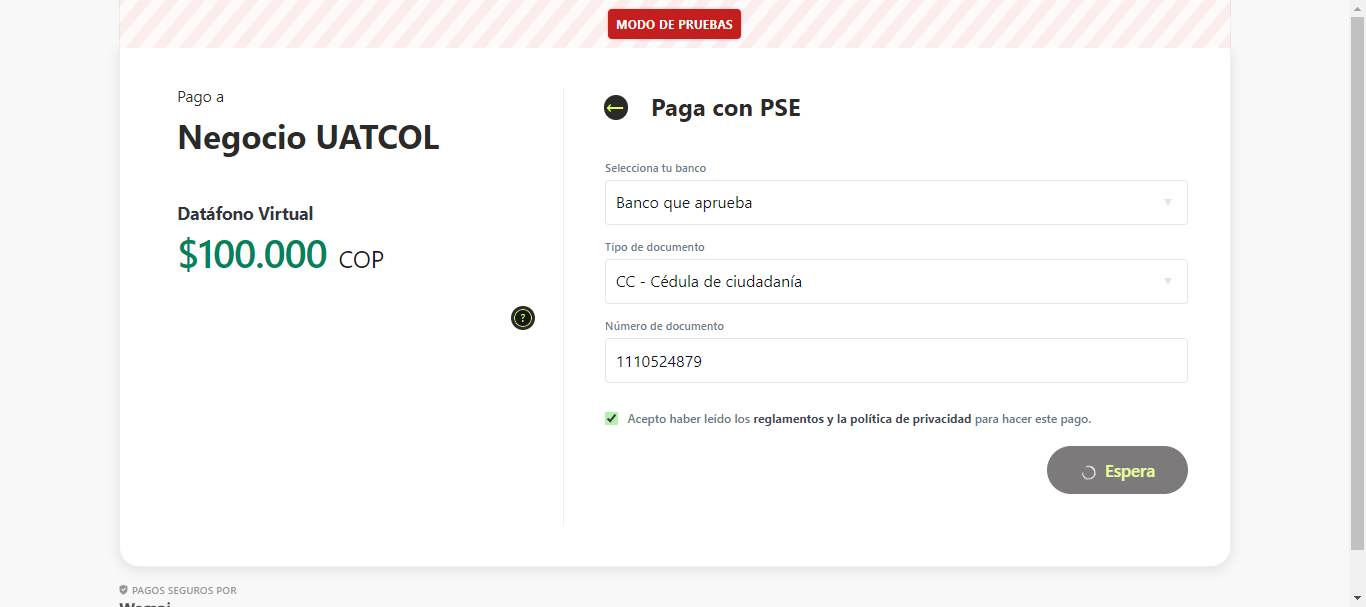 MODO DE PRUEBAS
Pago a
Negocio UATCOL
Datáfono Virtual
$100.000 COP
?
Paga con PSE
Selecciona tu banco
Banco que aprueba
Tipo de documento
CC - Cédula de ciudadanía
Número de documento
1110524879
Acepto haber leído los reglamentos y la política de privacidad para hacer este pago.
Espera
PAGOS SEGUROS POR
Wompi